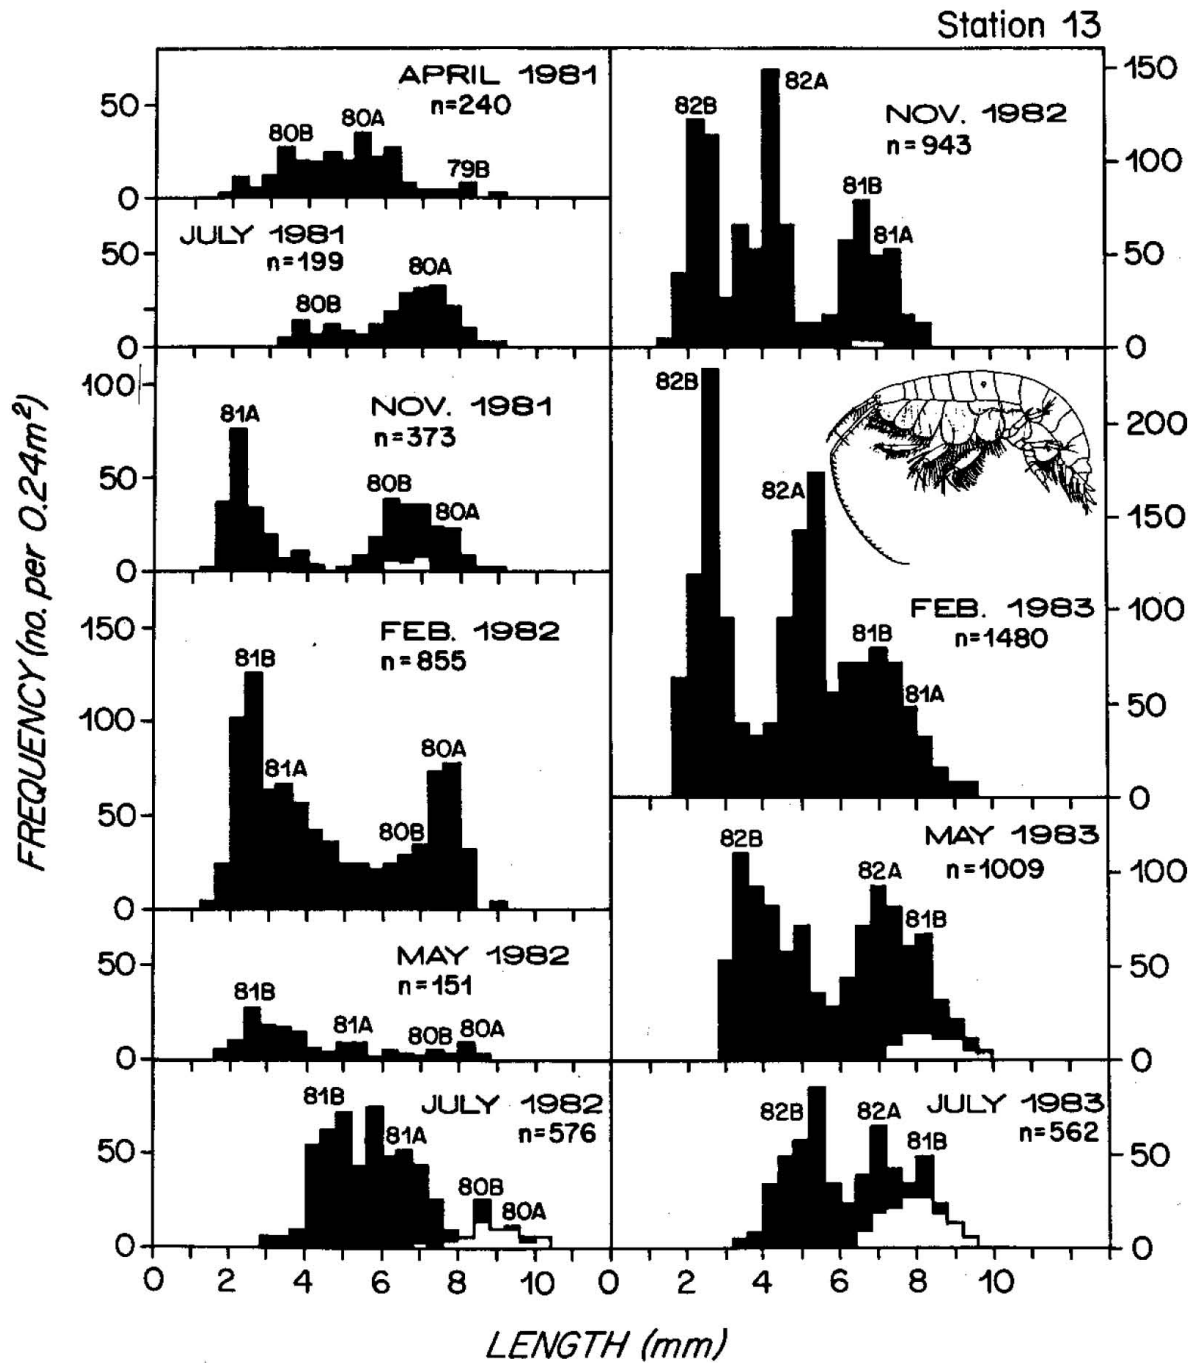 Station 13
FREQUENCY (no. per 0.24m²)
APRIL 1981
n=240
80B
80A
79B
50
0
JULY 1981
n=199
80B
80A
50
0
NOV. 1981
n=373
81A
80B
80A
100
50
0
FEB. 1982
n=855
81B
81A
80B
80A
150
100
50
0
MAY 1982
n=151
81B
81A
80B
80A
50
0
JULY 1982
n=576
81B
81A
80B
80A
50
0
0 2 4 6 8 10
NOV. 1982
n=943
82B
82A
81B
81A
150
100
50
0
FEB. 1983
n=1480
82B
82A
81B
81A
200
150
100
50
0
MAY 1983
n=1009
82B
82A
81B
100
50
0
JULY 1983
n=562
82B
82A
81B
50
0
2 4 6 8 10
LENGTH (mm)